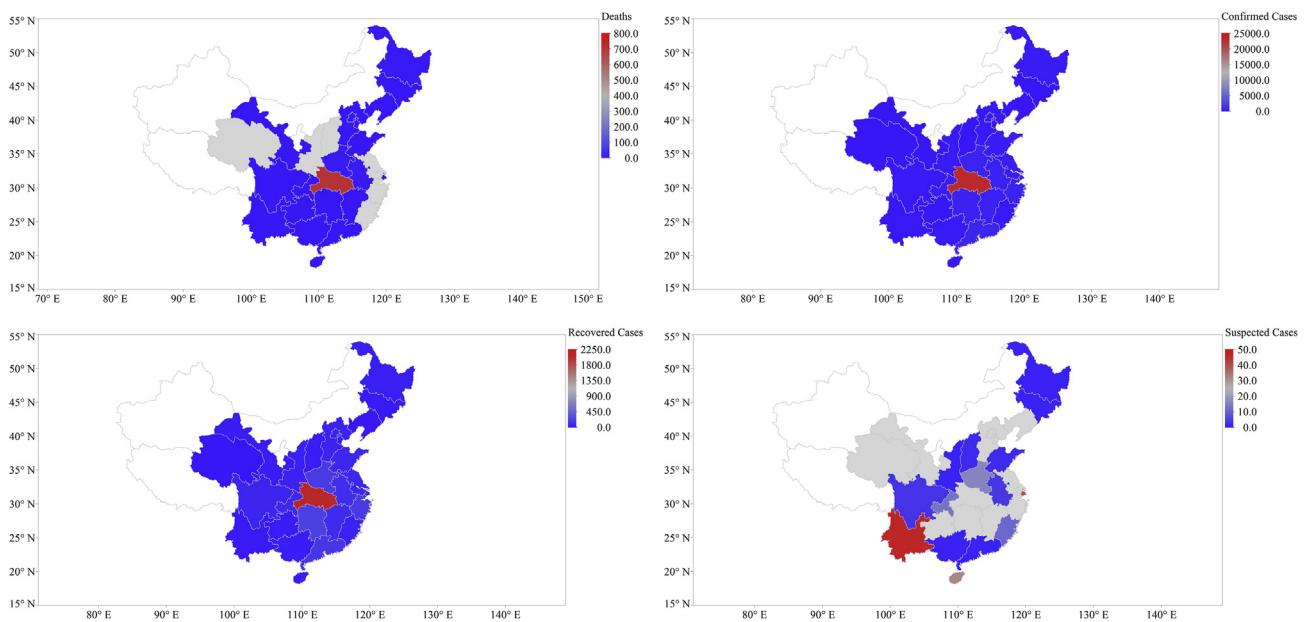 Deaths
55° N
50° N
45° N
40° N
35° N
30° N
25° N
20° N
15° N
800.0
700.0
600.0
500.0
400.0
300.0
200.0
100.0
0.0
70° E
80° E
90° E
100° E
110° E
120° E
130° E
140° E
150° E
Confirmed Cases
55° N
50° N
45° N
40° N
35° N
30° N
25° N
20° N
15° N
25000.0
20000.0
15000.0
10000.0
5000.0
0.0
80° E
90° E
100° E
110° E
120° E
130° E
140° E
Recovered Cases
55° N
50° N
45° N
40° N
35° N
30° N
25° N
20° N
15° N
2250.0
1800.0
1350.0
900.0
450.0
0.0
80° E
90° E
100° E
110° E
120° E
130° E
140° E
Suspected Cases
55° N
50° N
45° N
40° N
35° N
30° N
25° N
20° N
15° N
50.0
40.0
30.0
20.0
10.0
0.0
80° E
90° E
100° E
110° E
120° E
130° E
140° E